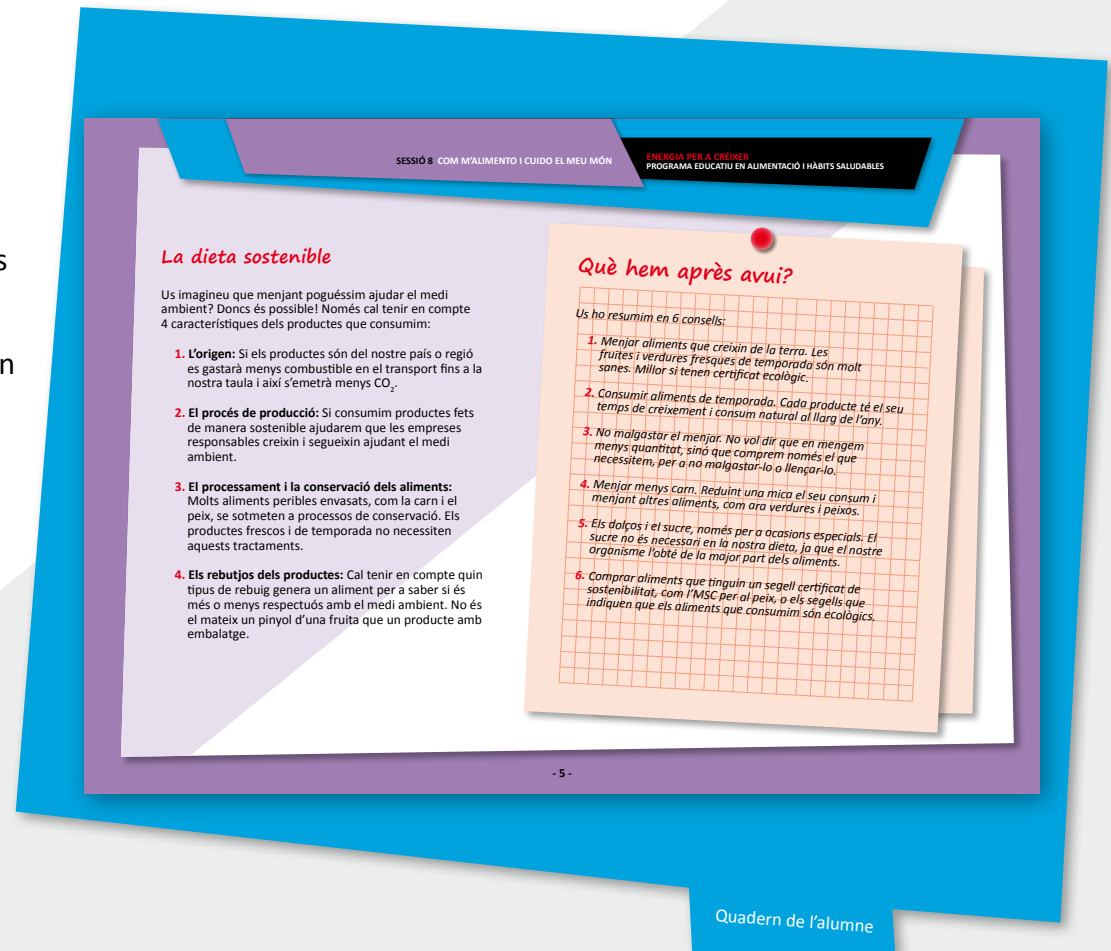 s
n
SESSIÓ 8 COM M'ALIMENTO I CUIDO EL MEU MÓN
ENERGIA PER A CRÉIXER
PROGRAMA EDUCATIU EN ALIMENTACIÓ I HÀBITS SALUDABLES
La dieta sostenible
Us imagineu que menjant poguéssim ajudar el medi
ambient? Doncs és possible! Només cal tenir en compte
4 característiques dels productes que consumim:
1. L'origen: Si els productes són del nostre país o regió
es gastarà menys combustible en el transport fins a la
nostra taula i així s'emetrà menys CO₂.
2. El procés de producció: Si consumim productes fets
de manera sostenible ajudarem que les empreses
responsables creixin i segueixin ajudant el medi
ambient.
3. El processament i la conservació dels aliments:
Molts aliments peribles envasats, com la carn i el
peix, se sotmeten a processos de conservació. Els
productes frescos i de temporada no necessiten
aquests tractaments.
4. Els rebutjos dels productes: Cal tenir en compte quin
tipus de rebuig genera un aliment per a saber si és
més o menys respectuós amb el medi ambient. No és
el mateix un pinyol d'una fruita que un producte amb
embalatge.
Què hem après avui?
Us ho resumim en 6 consells:
1. Menjar aliments que creixin de la terra. Les
fruites i verdures fresques de temporada són molt
sanes. Millor si tenen certificat ecològic.
2. Consumir aliments de temporada. Cada producte té el seu
temps de creixement i consum natural al llarg de l'any.
3. No malgastar el menjar. No vol dir que en mengem
menys quantitat, sinó que comprem només el que
necessitem, per a no malgastar-lo o llençar-lo.
4. Menjar menys carn. Reduint una mica el seu consum i
menjant altres aliments, com ara verdures i peixos.
5. Els dolços i el sucre, només per a ocasions especials. El
sucre no és necessari en la nostra dieta, ja que el nostre
organisme l'obté de la major part dels aliments.
6. Comprar aliments que tinguin un segell certificat de
sostenibilitat, com l'MSC per al peix, o els segells que
indiquen que els aliments que consumim són ecològics.
- 5 -
Quadern de l'alumne